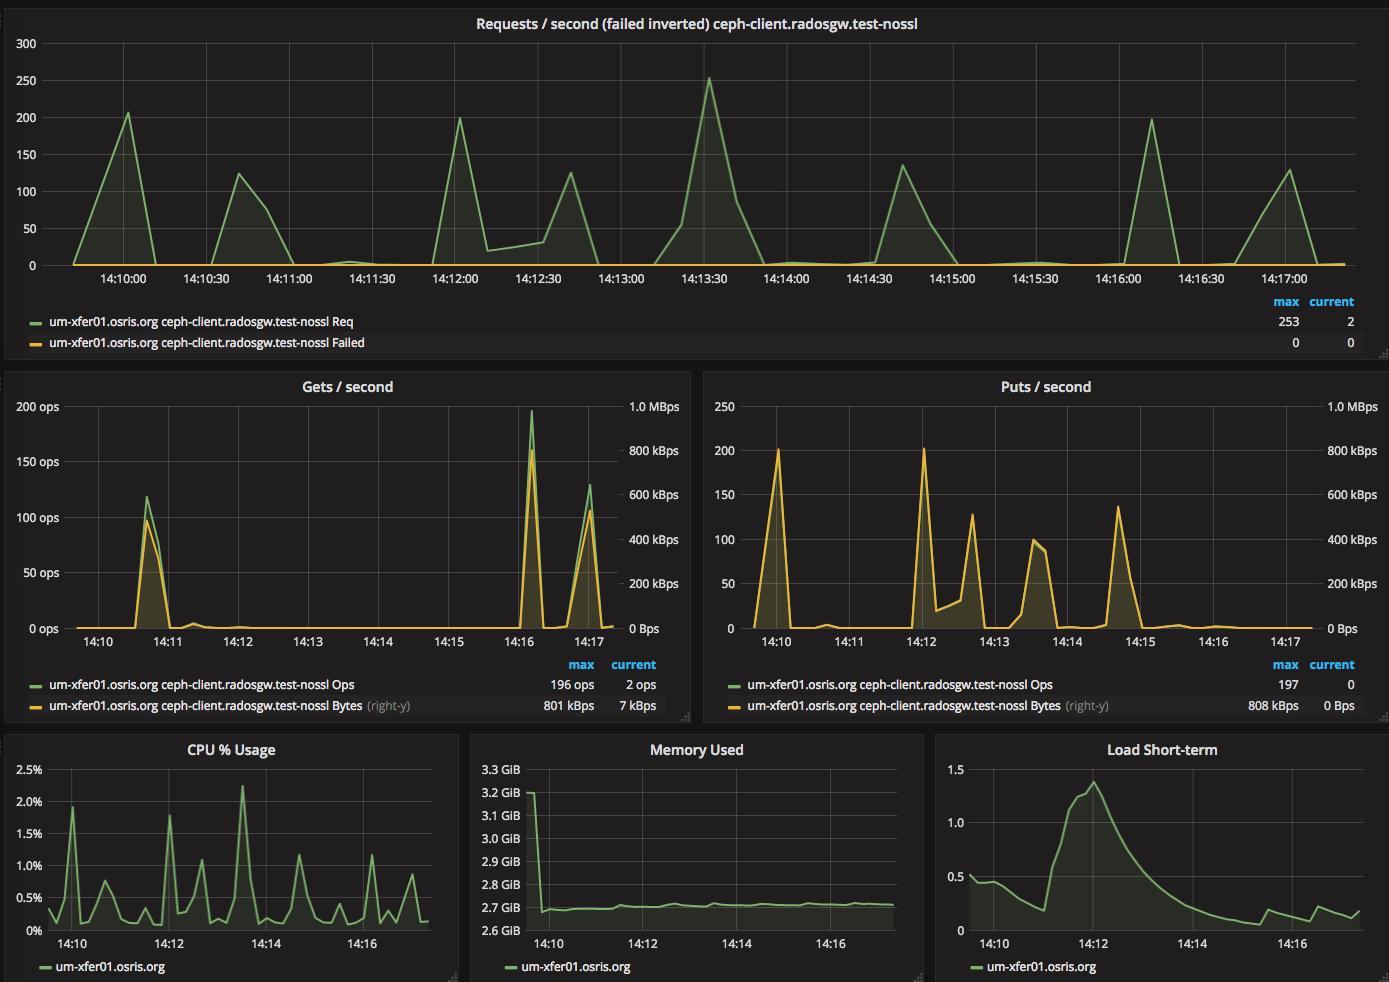 Requests / second (failed inverted) ceph-client.radosgw.test-nossl
300
250
200
150
100
50
0
14:10:00 14:10:30 14:11:00 14:11:30 14:12:00 14:12:30 14:13:00 14:13:30 14:14:00 14:14:30 14:15:00 14:15:30 14:16:00 14:16:30 14:17:00
max current
um-xfer01.osris.org ceph-client.radosgw.test-nossl Req 253 2
um-xfer01.osris.org ceph-client.radosgw.test-nossl Failed 0 0
Gets / second
200 ops 1.0 MBps
800 kBps
150 ops
600 kBps
100 ops
400 kBps
50 ops
200 kBps
0 ops 0 Bps
14:10 14:11 14:12 14:13 14:14 14:15 14:16 14:17
max current
um-xfer01.osris.org ceph-client.radosgw.test-nossl Ops 196 ops 2 ops
um-xfer01.osris.org ceph-client.radosgw.test-nossl Bytes (right-y) 801 kBps 7 kBps
Puts / second
250 1.0 MBps
200 800 kBps
150 600 kBps
100 400 kBps
50 200 kBps
0 0 Bps
14:10 14:11 14:12 14:13 14:14 14:15 14:16 14:17
max current
um-xfer01.osris.org ceph-client.radosgw.test-nossl Ops 197 0
um-xfer01.osris.org ceph-client.radosgw.test-nossl Bytes (right-y) 808 kBps 0 Bps
CPU % Usage
2.5%
2.0%
1.5%
1.0%
0.5%
0%
14:10 14:12 14:14 14:16
um-xfer01.osris.org
Memory Used
3.3 GiB
3.2 GiB
3.1 GiB
3.0 GiB
2.9 GiB
2.8 GiB
2.7 GiB
2.6 GiB
14:10 14:12 14:14 14:16
um-xfer01.osris.org
Load Short-term
1.5
1.0
0.5
0
14:10 14:12 14:14 14:16
um-xfer01.osris.org